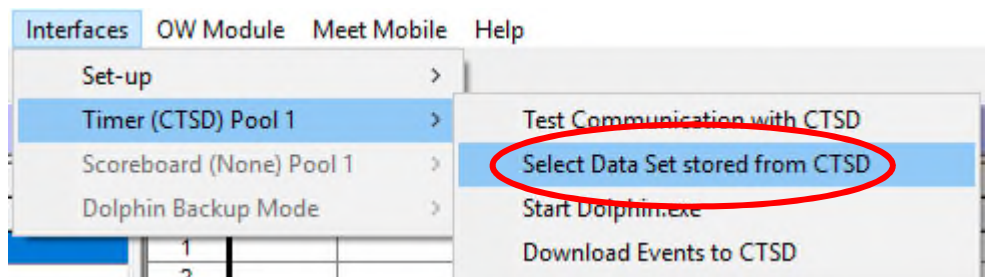 Interfaces OW Module Meet Mobile Help
Set-up >
Timer (CTSD) Pool 1 >
Scoreboard (None) Pool 1 >
Dolphin Backup Mode >
Test Communication with CTSD
Select Data Set stored from CTSD
Start Dolphin.exe
Download Events to CTSD
1
2